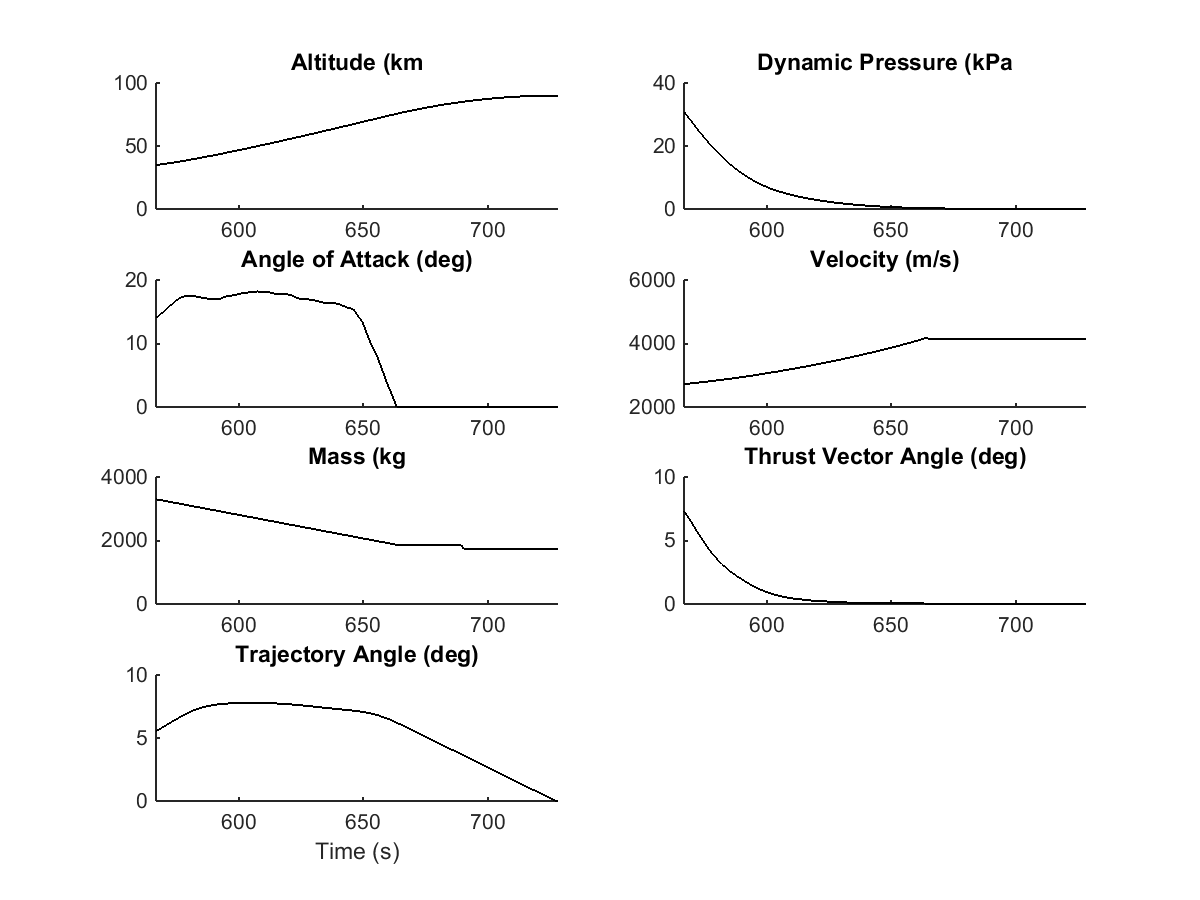 Altitude (km
100
50
0
600 650 700
Dynamic Pressure (kPa
40
20
0
600 650 700
Angle of Attack (deg)
20
10
0
600 650 700
Velocity (m/s)
6000
4000
2000
600 650 700
Mass (kg
4000
2000
0
600 650 700
Thrust Vector Angle (deg)
10
5
0
600 650 700
Trajectory Angle (deg)
10
5
0
600 650 700
Time (s)